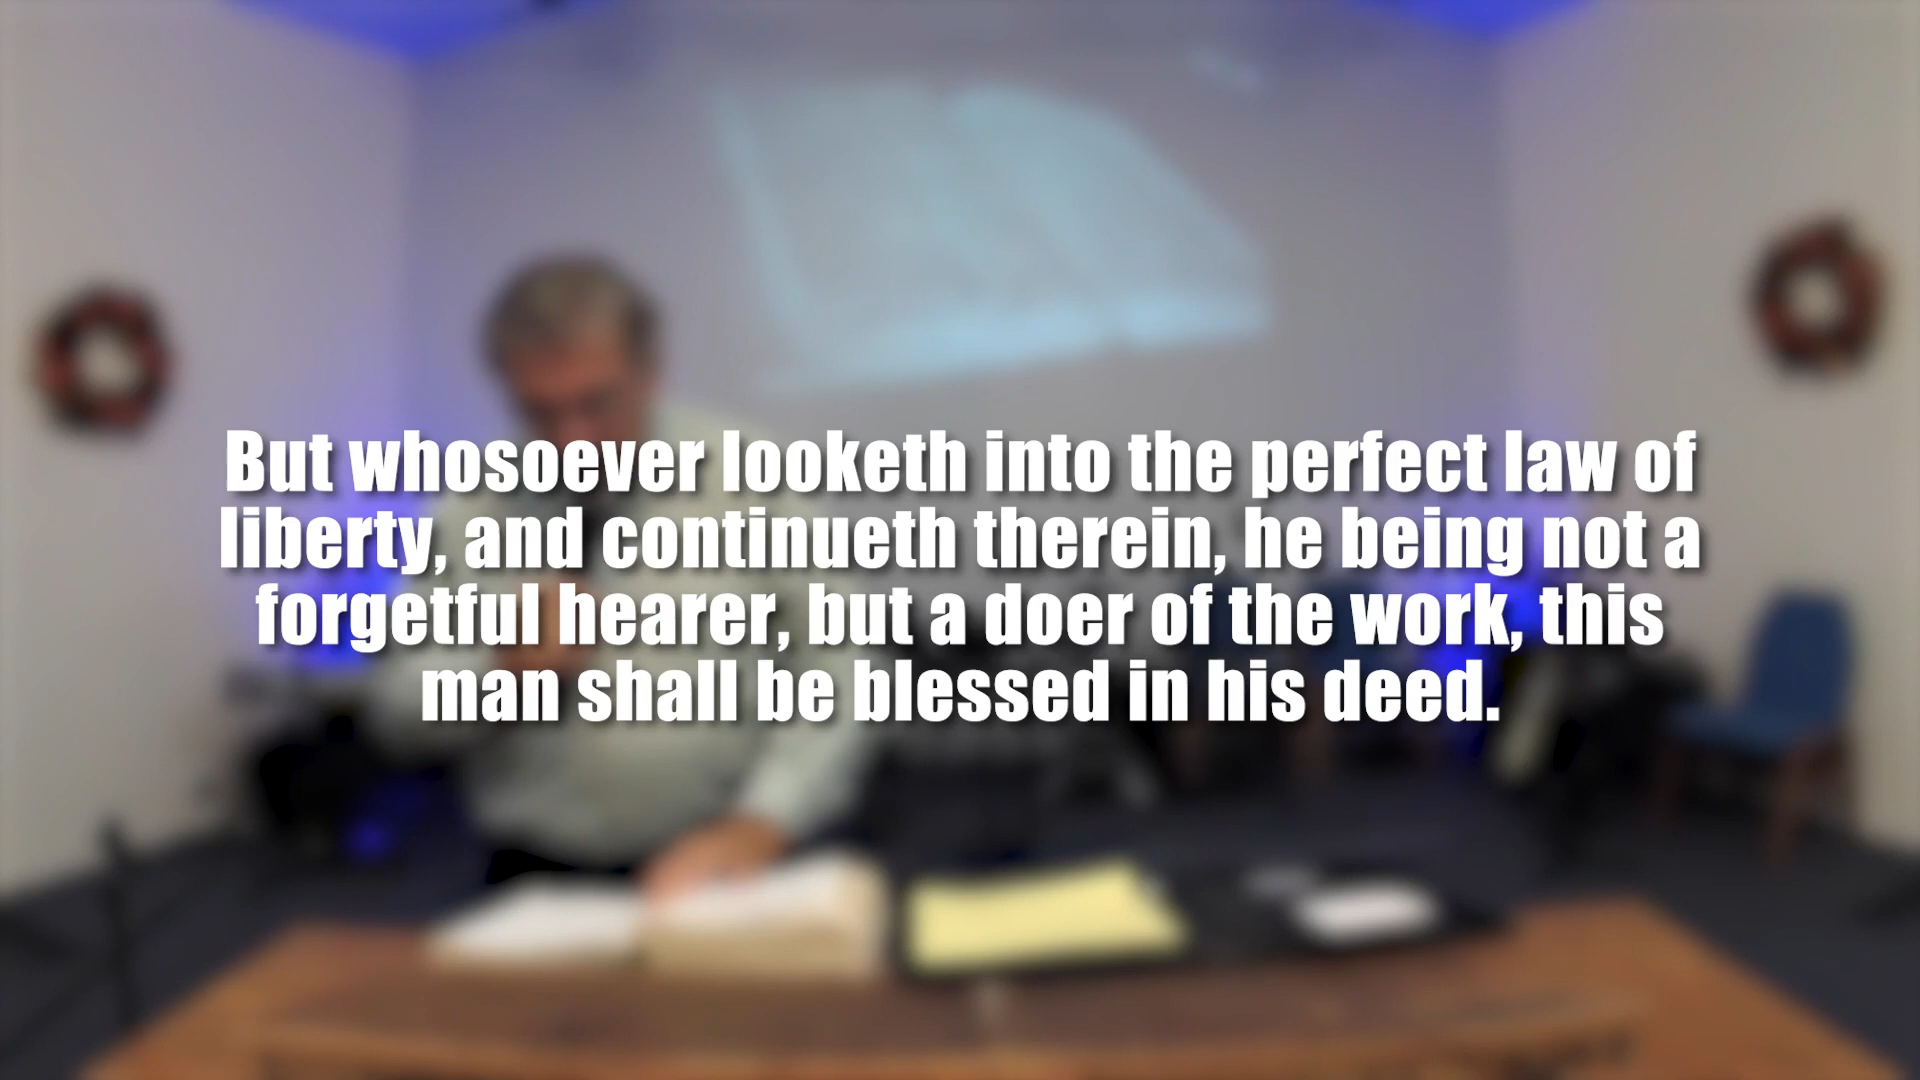 But whosoever looketh into the perfect law of
liberty, and continueth therein, he being not a
forgetful hearer, but a doer of the work, this
man shall be blessed in his deed.